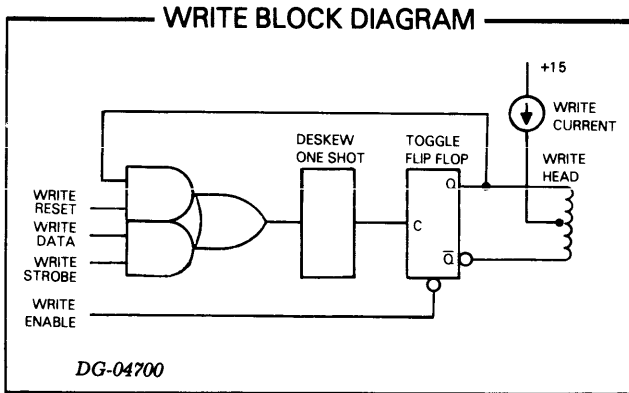 WRITE BLOCK DIAGRAM
+15
WRITE
CURRENT
DESKEW
ONE SHOT
TOGGLE
FLIP FLOP
WRITE
HEAD
Q
WRITE
RESET
WRITE
DATA
C
WRITE
STROBE
Q̅
WRITE
ENABLE
DG-04700